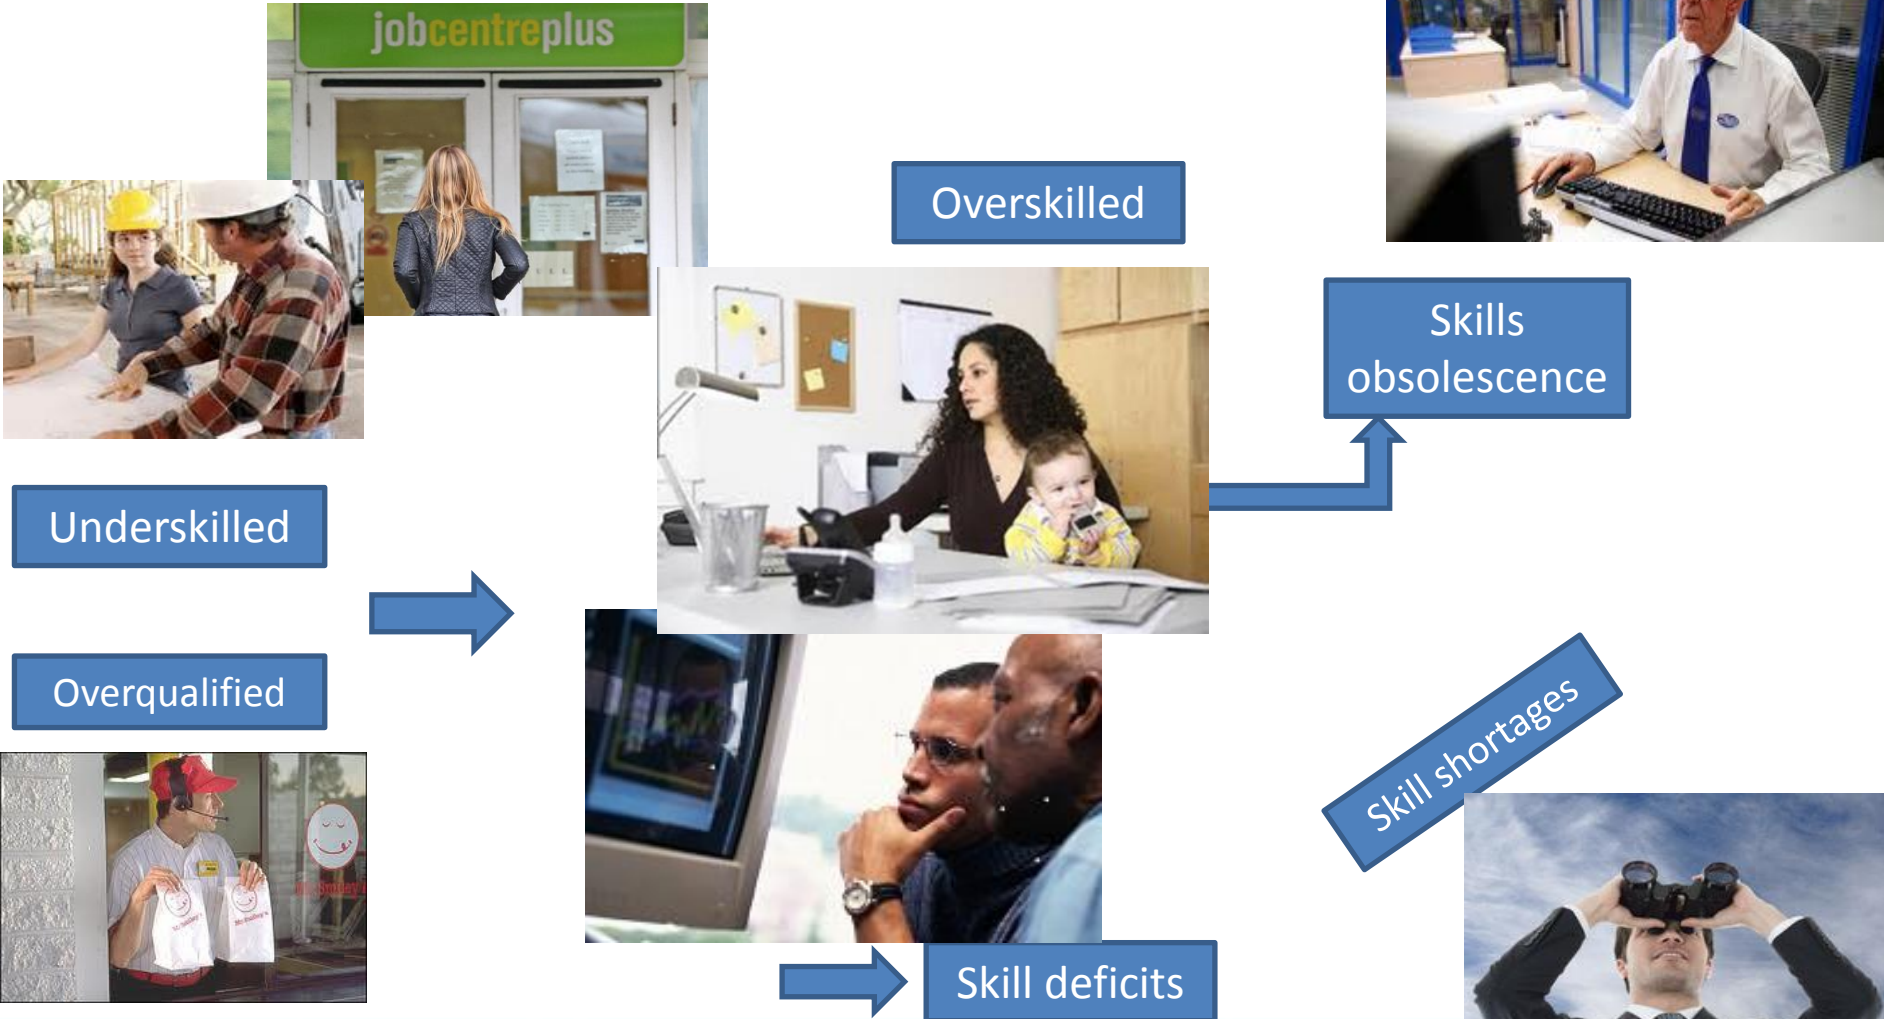 jobcentreplus
Overskilled
Skills
obsolescence
Underskilled
Overqualified
Skill shortages
Skill deficits